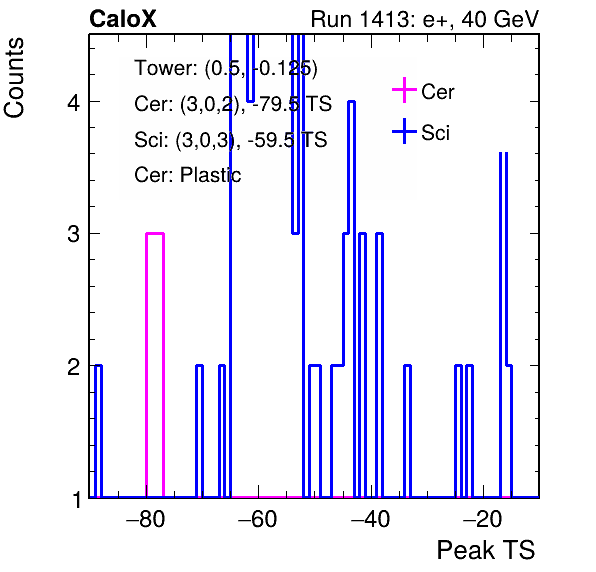 CaloX Run 1413: e+, 40 GeV
Counts
Tower: (0.5, -0.125)
Cer: (3,0,2), -79.5 TS
Sci: (3,0,3), -59.5 TS
Cer: Plastic
Cer
Sci
4
3
2
1
−80 −60 −40 −20
Peak TS